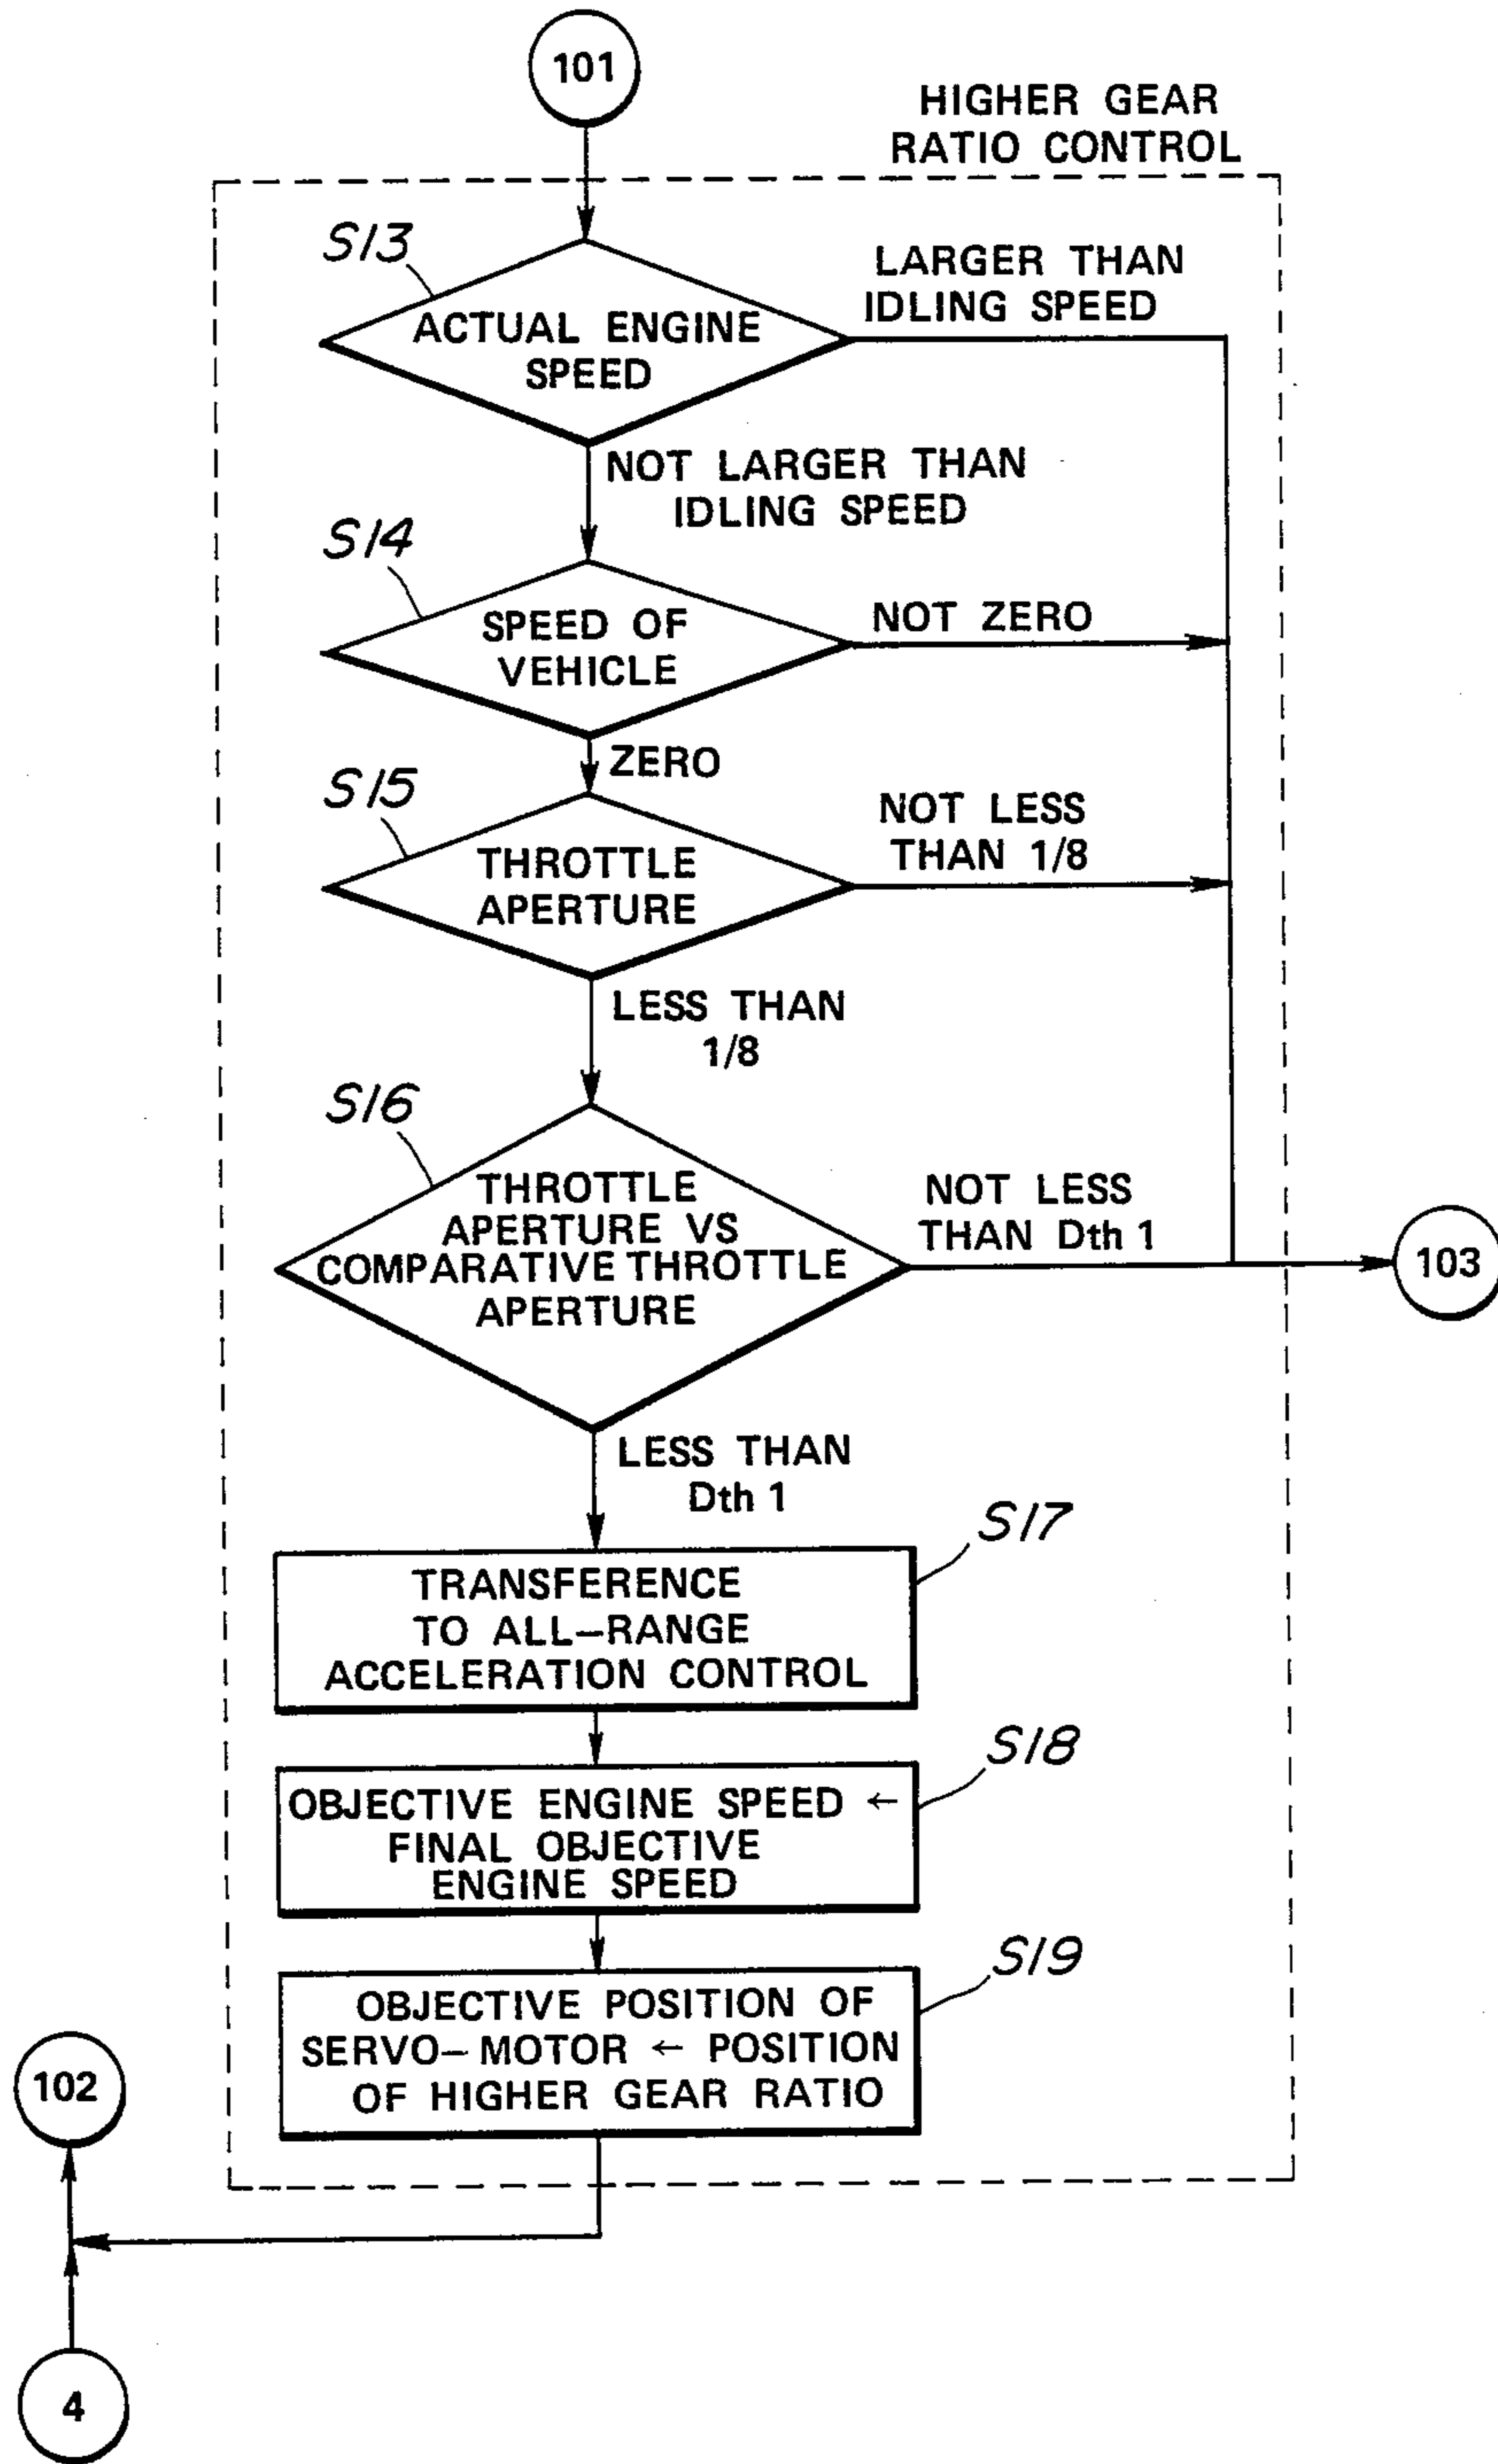 101
HIGHER GEAR
RATIO CONTROL
S13
ACTUAL ENGINE
SPEED
LARGER THAN
IDLING SPEED
NOT LARGER THAN
IDLING SPEED
S14
SPEED OF
VEHICLE
NOT ZERO
ZERO
S15
THROTTLE
APERTURE
NOT LESS
THAN 1/8
LESS THAN
1/8
S16
THROTTLE
APERTURE VS
COMPARATIVE THROTTLE
APERTURE
NOT LESS
THAN Dth 1
103
LESS THAN
Dth 1
S17
TRANSFERENCE
TO ALL-RANGE
ACCELERATION CONTROL
S18
OBJECTIVE ENGINE SPEED ←
FINAL OBJECTIVE
ENGINE SPEED
S19
OBJECTIVE POSITION OF
SERVO-MOTOR ← POSITION
OF HIGHER GEAR RATIO
102
4